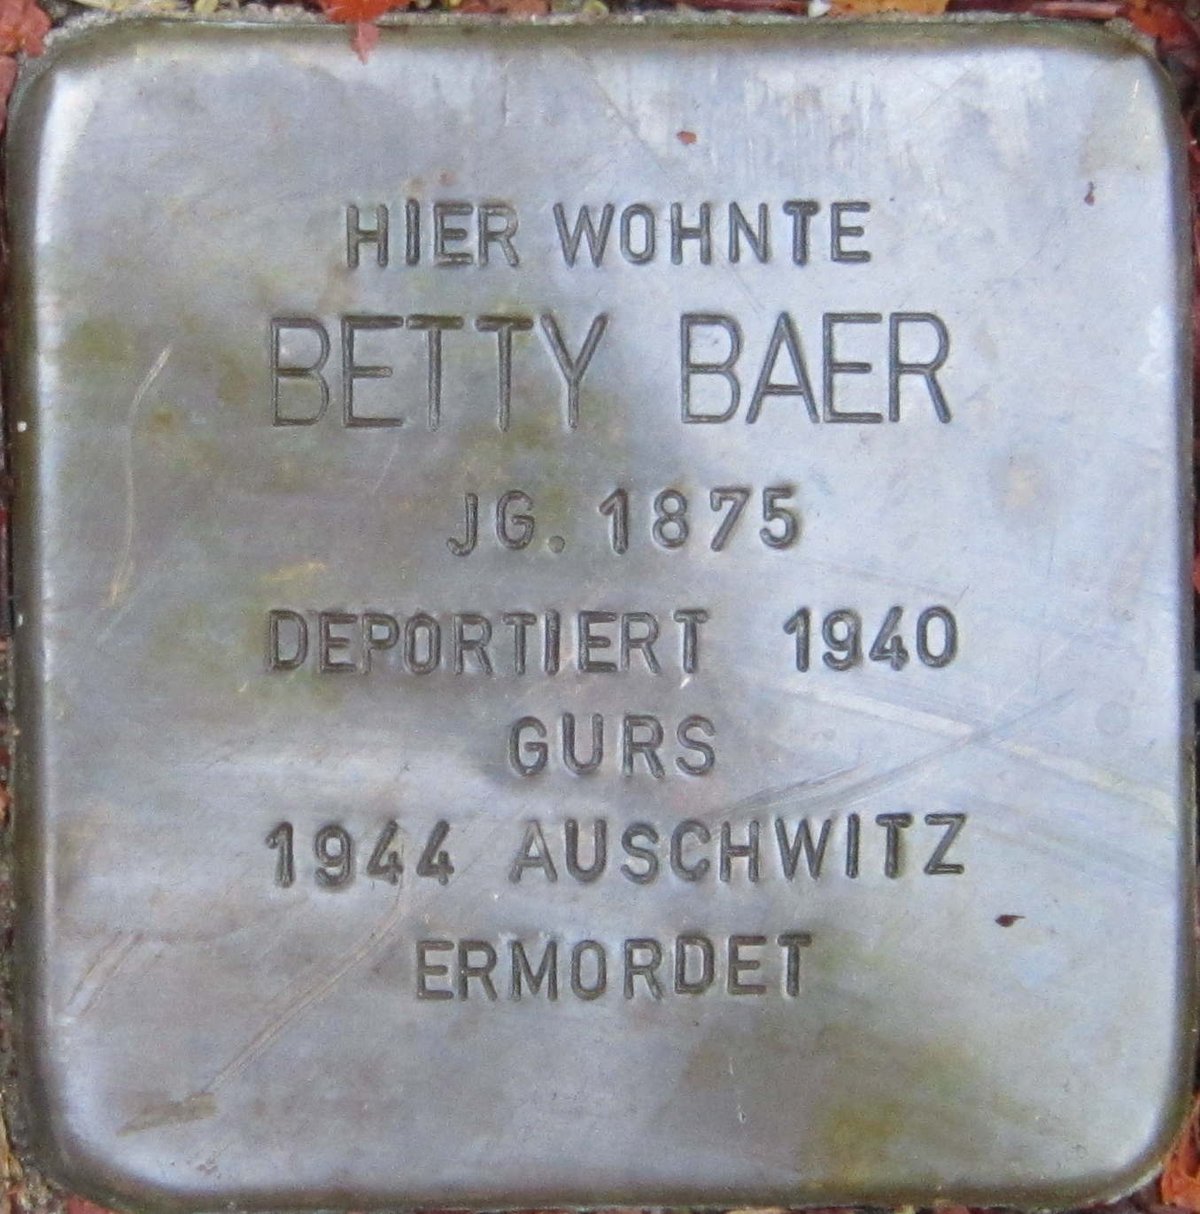 HIER WOHNTE
BETTY BAER
JG. 1875
DEPORTIERT 1940
GURS
1944 AUSCHWITZ
ERMORDET